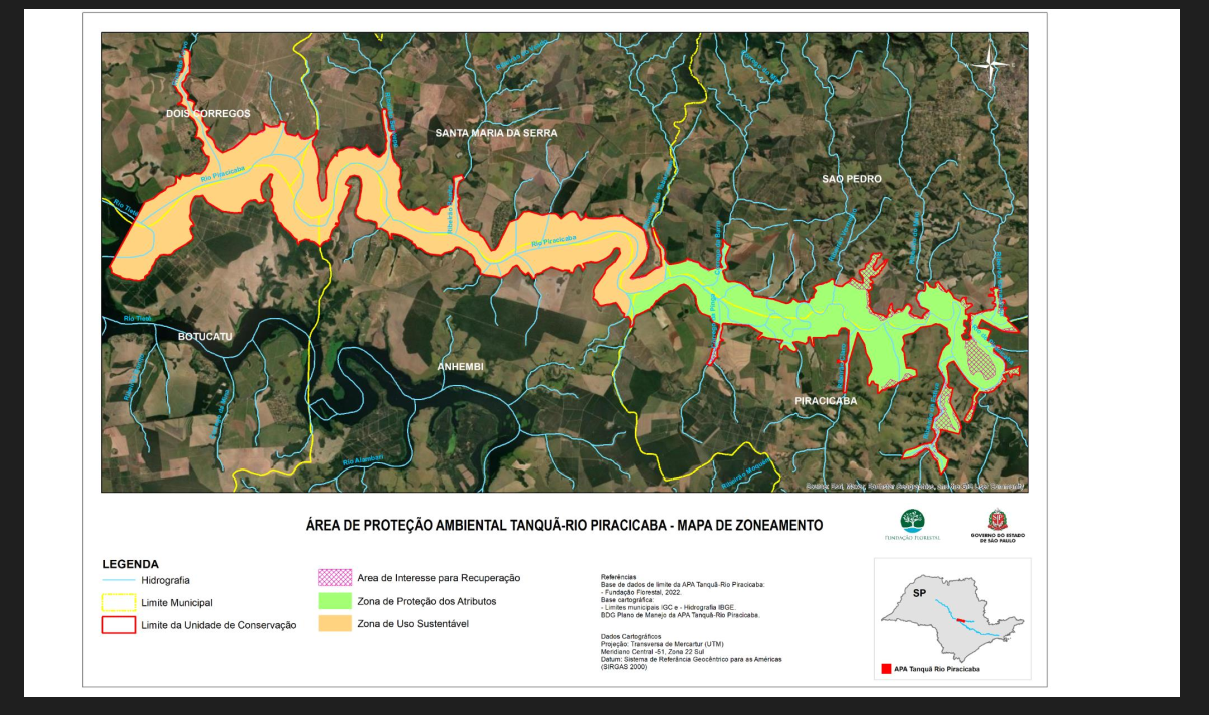 DOIS CORREGOS
SANTA MARIA DA SERRA
SAO PEDRO
Rio Piracicaba
Rio Tietê
Rio Piracicaba
Rio Tietê
BOTUCATU
ANHEMBI
PIRACICABA
Rio Alambari
ÁREA DE PROTEÇÃO AMBIENTAL TANQUÃ-RIO PIRACICABA - MAPA DE ZONEAMENTO
FUNDAÇÃO FLORESTAL
GOVERNO DO ESTADO
DE SÃO PAULO
LEGENDA
Hidrografia
Limite Municipal
Limite da Unidade de Conservação
Area de Interesse para Recuperação
Zona de Proteção dos Atributos
Zona de Uso Sustentável
Referências
Base de dados de limite da APA Tanquã-Rio Piracicaba:
- Fundação Florestal, 2022.
Base cartográfica:
- Limites municipais IGC e - Hidrografia IBGE.
BDG Plano de Manejo da APA Tanquã-Rio Piracicaba.
Dados Cartográficos
Projeção: Transversa de Mercartur (UTM)
Meridiano Central -51, Zona 22 Sul
Datum: Sistema de Referência Geocêntrico para as Américas
(SIRGAS 2000)
SP
APA Tanquã Rio Piracicaba